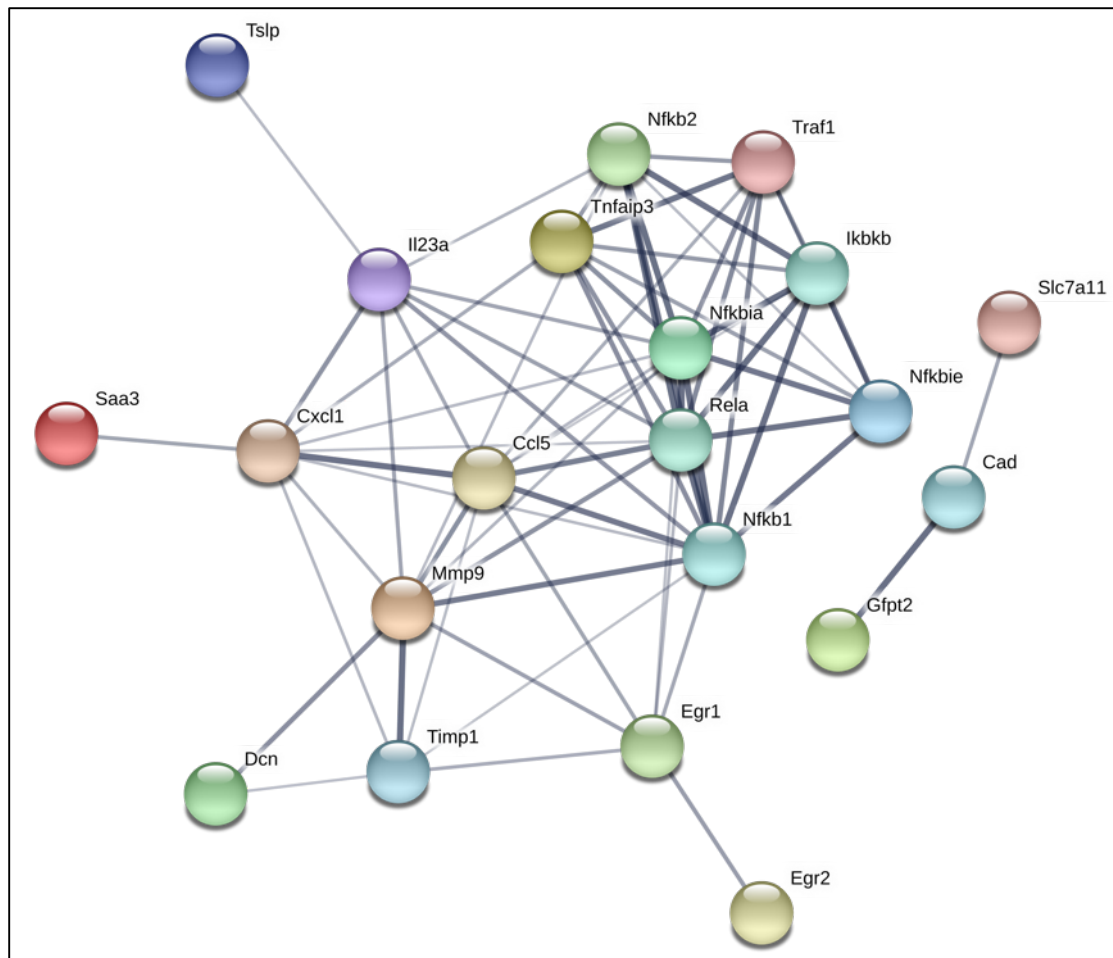 Tslp
Nfkb2
Traf1
Tnfaip3
Il23a
Ikbkb
Slc7a11
Nfkbia
Nfkbie
Saa3
Cxcl1
Rela
Ccl5
Cad
Nfkb1
Mmp9
Gfpt2
Egr1
Timp1
Dcn
Egr2